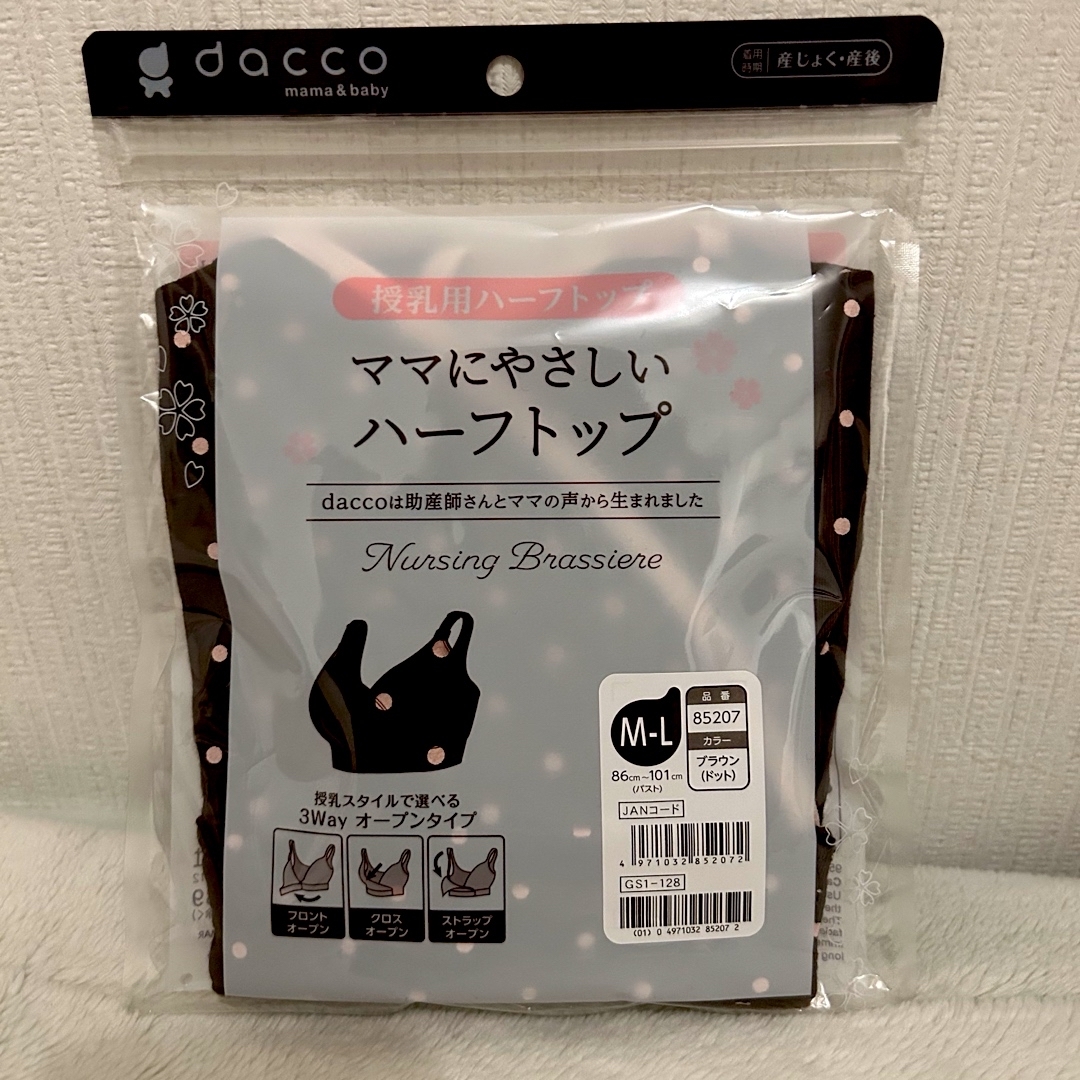 dacco
mama & baby
着用時期
産じょく・産後
授乳用ハーフトップ
ママにやさしい
ハーフトップ
daccoは助産師さんとママの声から生まれました
Nursing Brassiere
授乳スタイルで選べる
3Way オープンタイプ
フロント
オープン
クロス
オープン
ストラップ
オープン
M-L
86cm~101cm
(バスト)
品番
85207
カラー
ブラウン
(ドット)
JANコード
4 971032 852072
GS1-128
(01) 0 4971032 85207 2